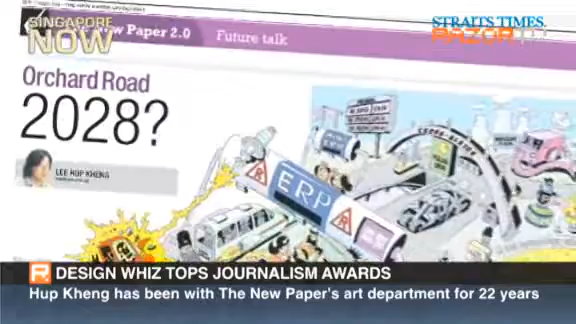 SINGAPORE
NOW
STRAITS TIMES
RAZOR TV
New Paper 2.0
Future talk
Orchard Road
2028?
LEE HUP KHENG
ERP
DESIGN WHIZ TOPS JOURNALISM AWARDS
Hup Kheng has been with The New Paper's art department for 22 years